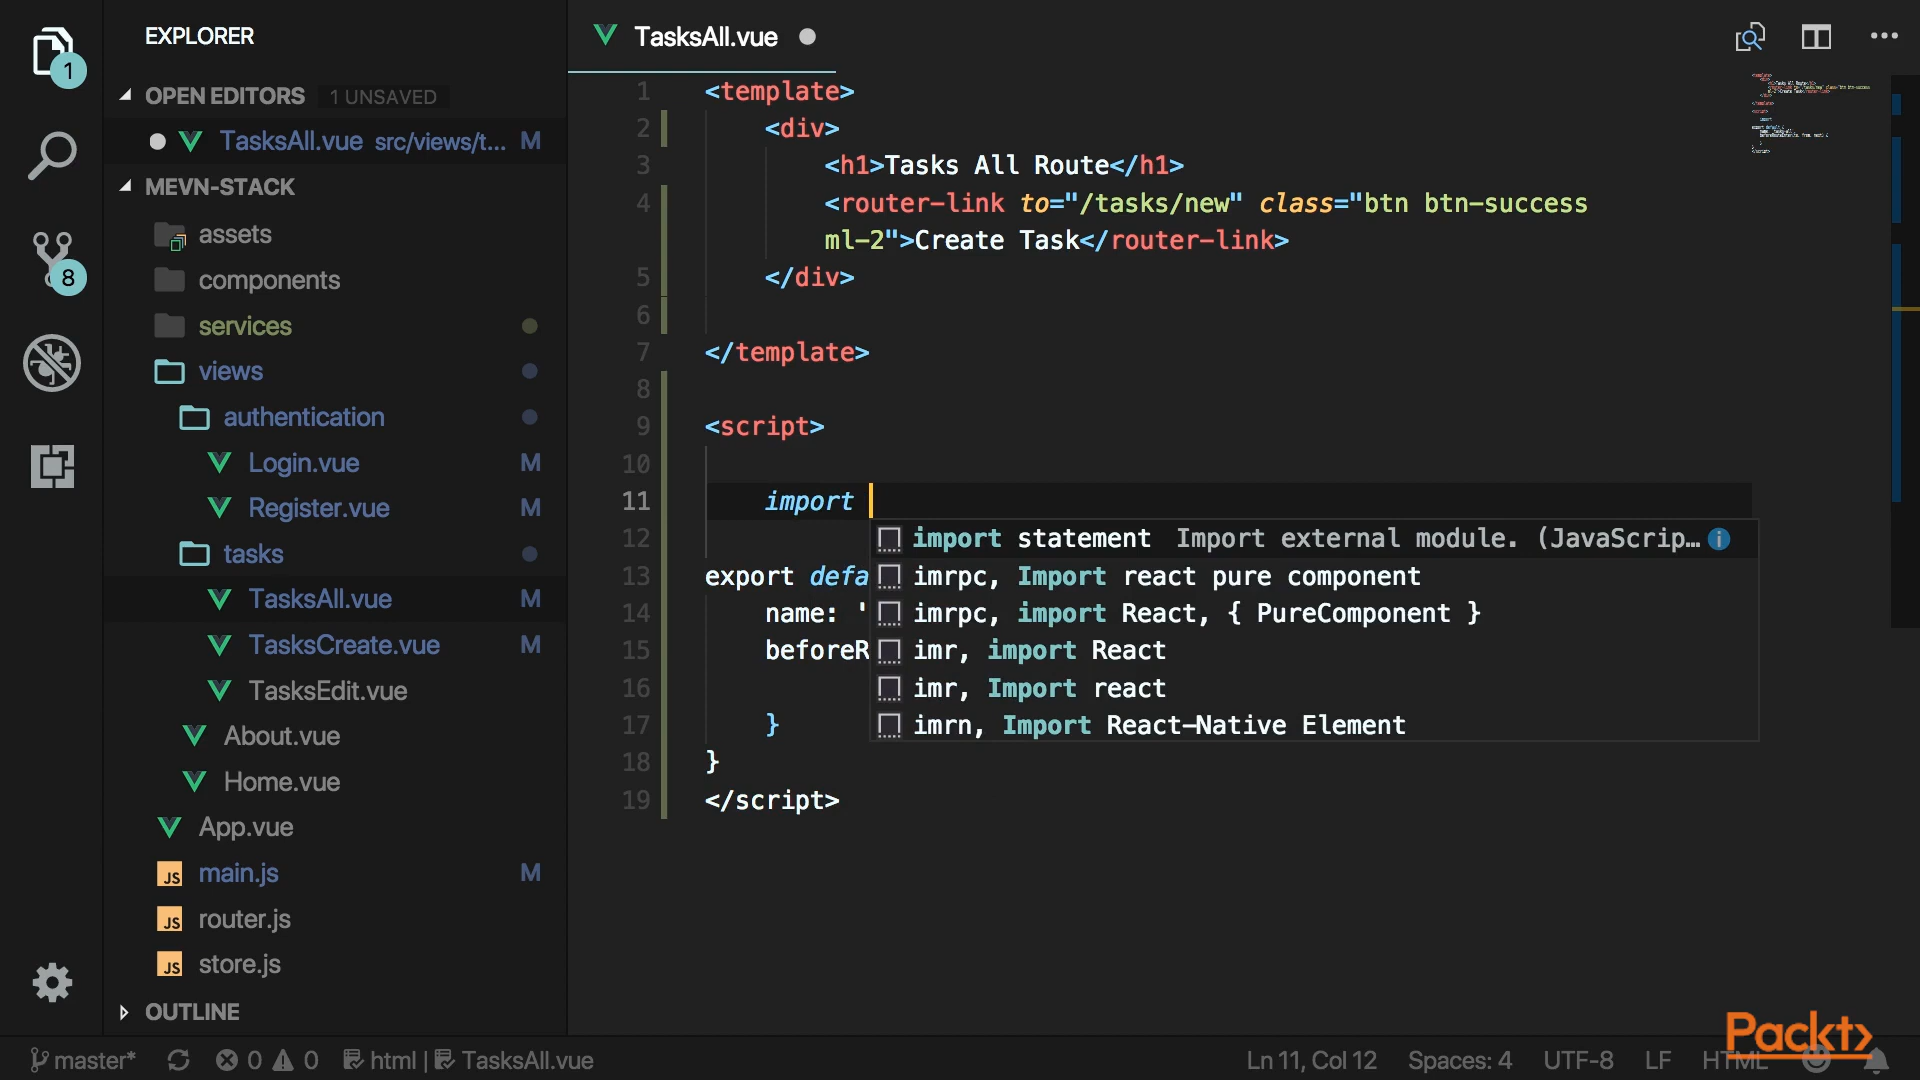 EXPLORER
OPEN EDITORS 1 UNSAVED
TasksAll.vue src/views/t... M
MEVN-STACK
assets
components
services
views
authentication
Login.vue M
Register.vue M
tasks
TasksAll.vue M
TasksCreate.vue M
TasksEdit.vue
About.vue
Home.vue
App.vue
JS main.js M
JS router.js
JS store.js
OUTLINE
1
8
TasksAll.vue
1 <template>
2 <div>
3 <h1>Tasks All Route</h1>
4 <router-link to="/tasks/new" class="btn btn-success
ml-2">Create Task</router-link>
5 </div>
6
7 </template>
8
9 <script>
10
11 import
12
13 export defa
14 name: '
15 beforeR
16
17 }
18 }
19 </script>
import statement Import external module. (JavaScrip...
imrpc, Import react pure component
imrpc, import React, { PureComponent }
imr, import React
imr, Import react
imrn, Import React-Native Element
master* 0 0 html | TasksAll.vue
Ln 11, Col 12 Spaces: 4 UTF-8 LF HTML
Packt>